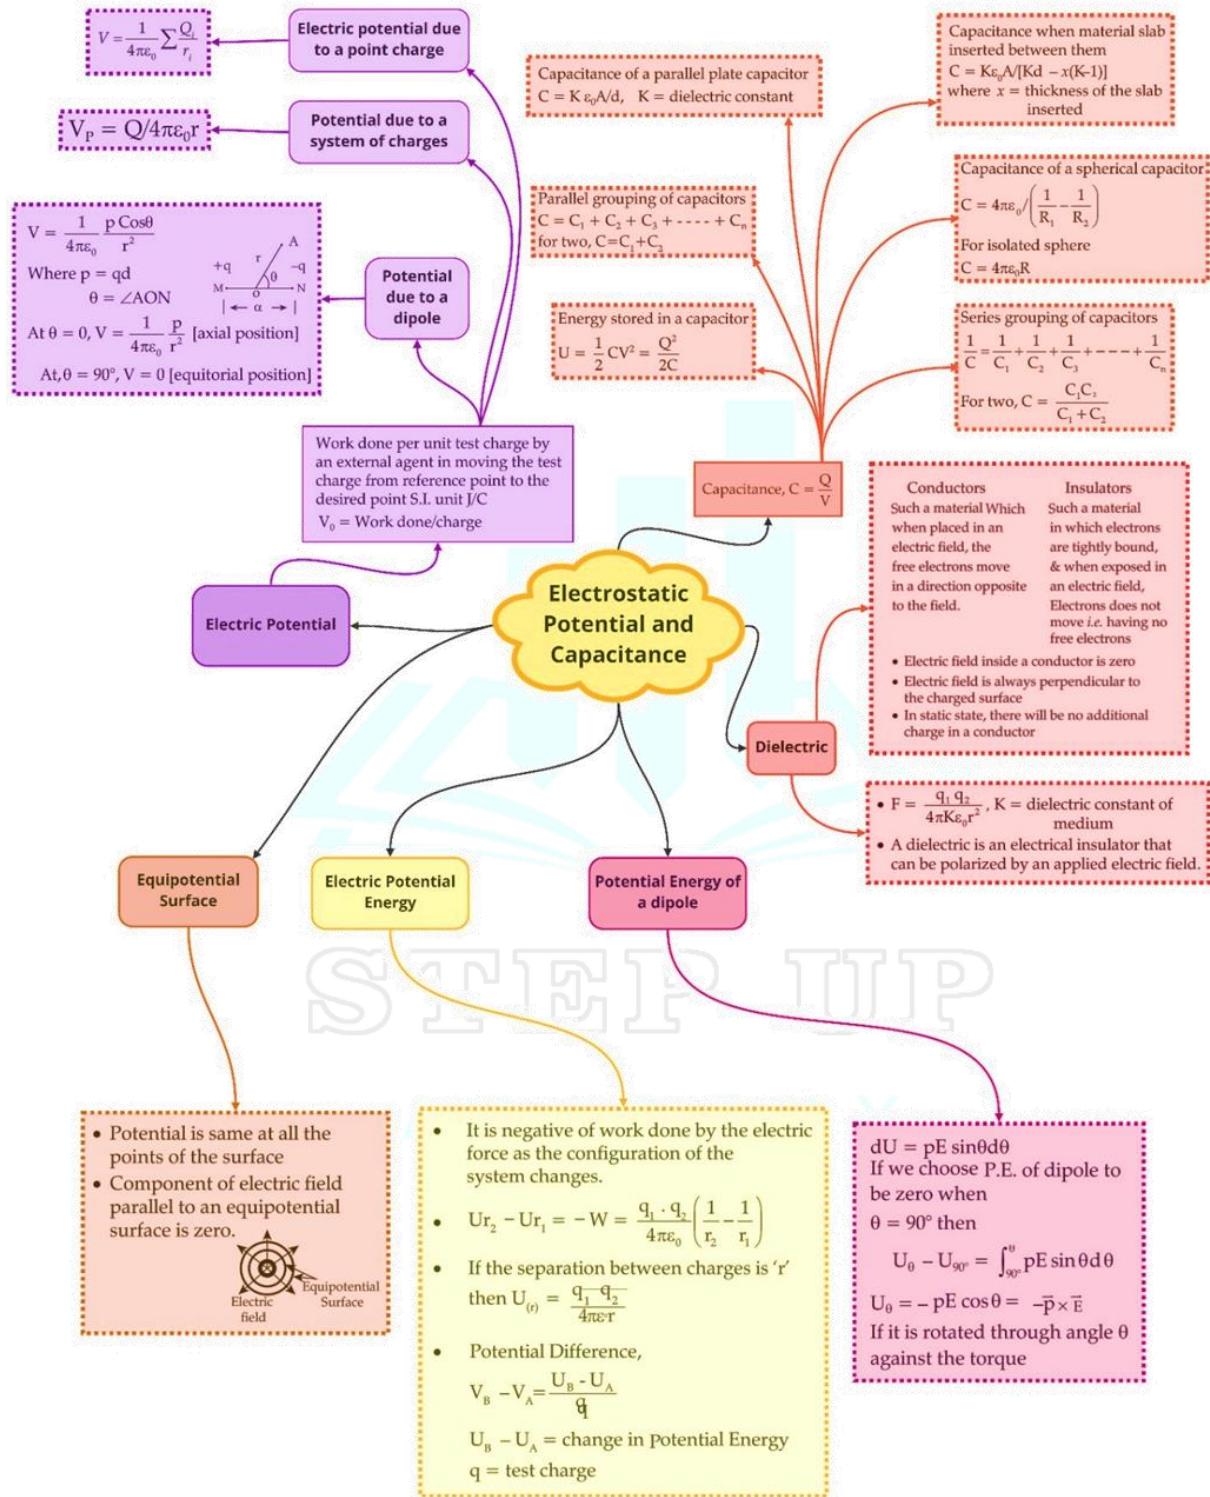 V = 1/4πε₀ ∑ Qᵢ/rᵢ
Electric potential due
to a point charge
V_P = Q/4πε₀r
Potential due to a
system of charges
V = 1/4πε₀ p Cosθ/r²
Where p = qd
θ = ∠AON
At θ = 0, V = 1/4πε₀ p/r² [axial position]
At, θ = 90°, V = 0 [equitorial position]
A
r
+q
–q
θ
M
O
N
|← α →|
Potential
due to a
dipole
Work done per unit test charge by
an external agent in moving the test
charge from reference point to the
desired point S.I. unit J/C
V₀ = Work done/charge
Electric Potential
Capacitance of a parallel plate capacitor
C = K ε₀A/d, K = dielectric constant
Parallel grouping of capacitors
C = C₁ + C₂ + C₃ + - - - - + Cₙ
for two, C=C₁+C₂
Energy stored in a capacitor
U = 1/2 CV² = Q²/2C
Capacitance when material slab
inserted between them
C = Kε₀A/[Kd – x(K-1)]
where x = thickness of the slab
inserted
Capacitance of a spherical capacitor
C = 4πε₀/(1/R₁ – 1/R₂)
For isolated sphere
C = 4πε₀R
Series grouping of capacitors
1/C = 1/C₁ + 1/C₂ + 1/C₃ + - - - - + 1/Cₙ
For two, C = C₁C₂/C₁ + C₂
Capacitance, C = Q/V
Electrostatic
Potential and
Capacitance
Conductors
Such a material Which
when placed in an
electric field, the
free electrons move
in a direction opposite
to the field.
Insulators
Such a material
in which electrons
are tightly bound,
& when exposed in
an electric field,
Electrons does not
move i.e. having no
free electrons
• Electric field inside a conductor is zero
• Electric field is always perpendicular to
the charged surface
• In static state, there will be no additional
charge in a conductor
Dielectric
• F = q₁ q₂/4πKε₀r², K = dielectric constant of
medium
• A dielectric is an electrical insulator that
can be polarized by an applied electric field.
Equipotential
Surface
Electric Potential
Energy
Potential Energy of
a dipole
STEP UP
• Potential is same at all the
points of the surface
• Component of electric field
parallel to an equipotential
surface is zero.
Equipotential
Surface
Electric
field
• It is negative of work done by the electric
force as the configuration of the
system changes.
• Ur₂ – Ur₁ = – W = q₁ . q₂/4πε₀ (1/r₂ – 1/r₁)
• If the separation between charges is ‘r’
then U₍ᵣ₎ = q₁ q₂/4πε·r
• Potential Difference,
V_B – V_A = U_B - U_A/q
U_B – U_A = change in Potential Energy
q = test charge
dU = pE sinθdθ
If we choose P.E. of dipole to
be zero when
θ = 90° then
U_θ – U₉₀° = ∫₉₀°^θ pE sin θd θ
U_θ = – pE cos θ = –p⃗ × E⃗
If it is rotated through angle θ
against the torque